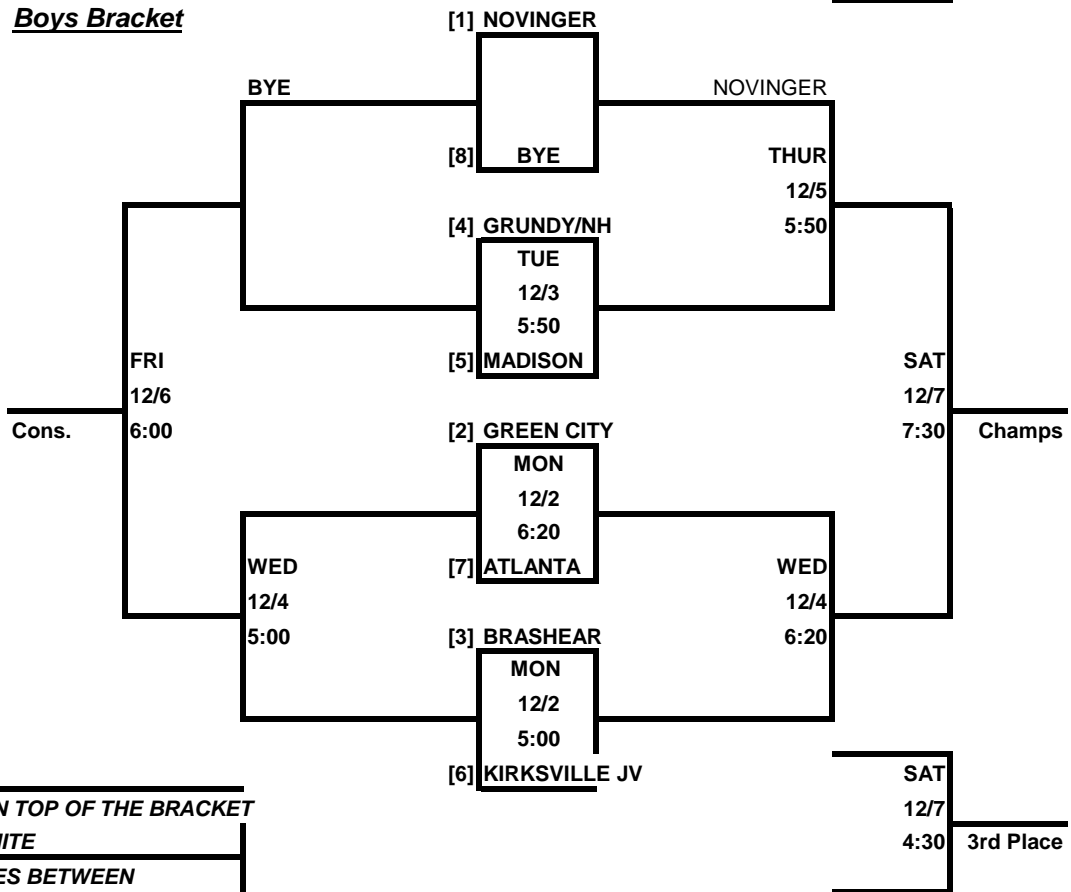 Boys Bracket
[1] NOVINGER
BYE
NOVINGER
[8] BYE
THUR
12/5
5:50
[4] GRUNDY/NH
TUE
12/3
5:50
[5] MADISON
FRI
12/6
6:00
Cons.
SAT
12/7
7:30
Champs
[2] GREEN CITY
MON
12/2
6:20
[7] ATLANTA
WED
12/4
5:00
WED
12/4
6:20
[3] BRASHEAR
MON
12/2
5:00
[6] KIRKSVILLE JV
SAT
12/7
4:30
3rd Place
TOP OF THE BRACKET
BETWEEN